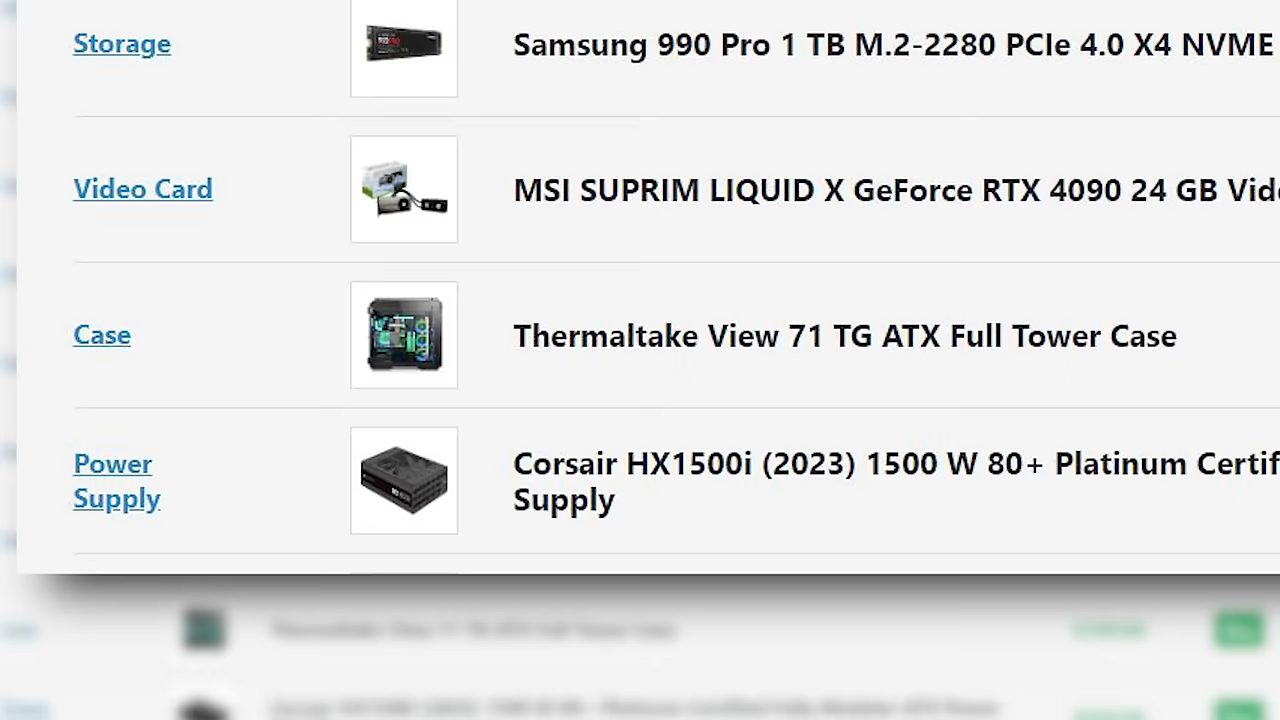 Storage
Samsung 990 Pro 1 TB M.2-2280 PCIe 4.0 X4 NVME
Video Card
MSI SUPRIM LIQUID X GeForce RTX 4090 24 GB
Case
Thermaltake View 71 TG ATX Full Tower Case
Power
Supply
Corsair HX1500i (2023) 1500 W 80+ Platinum
Supply